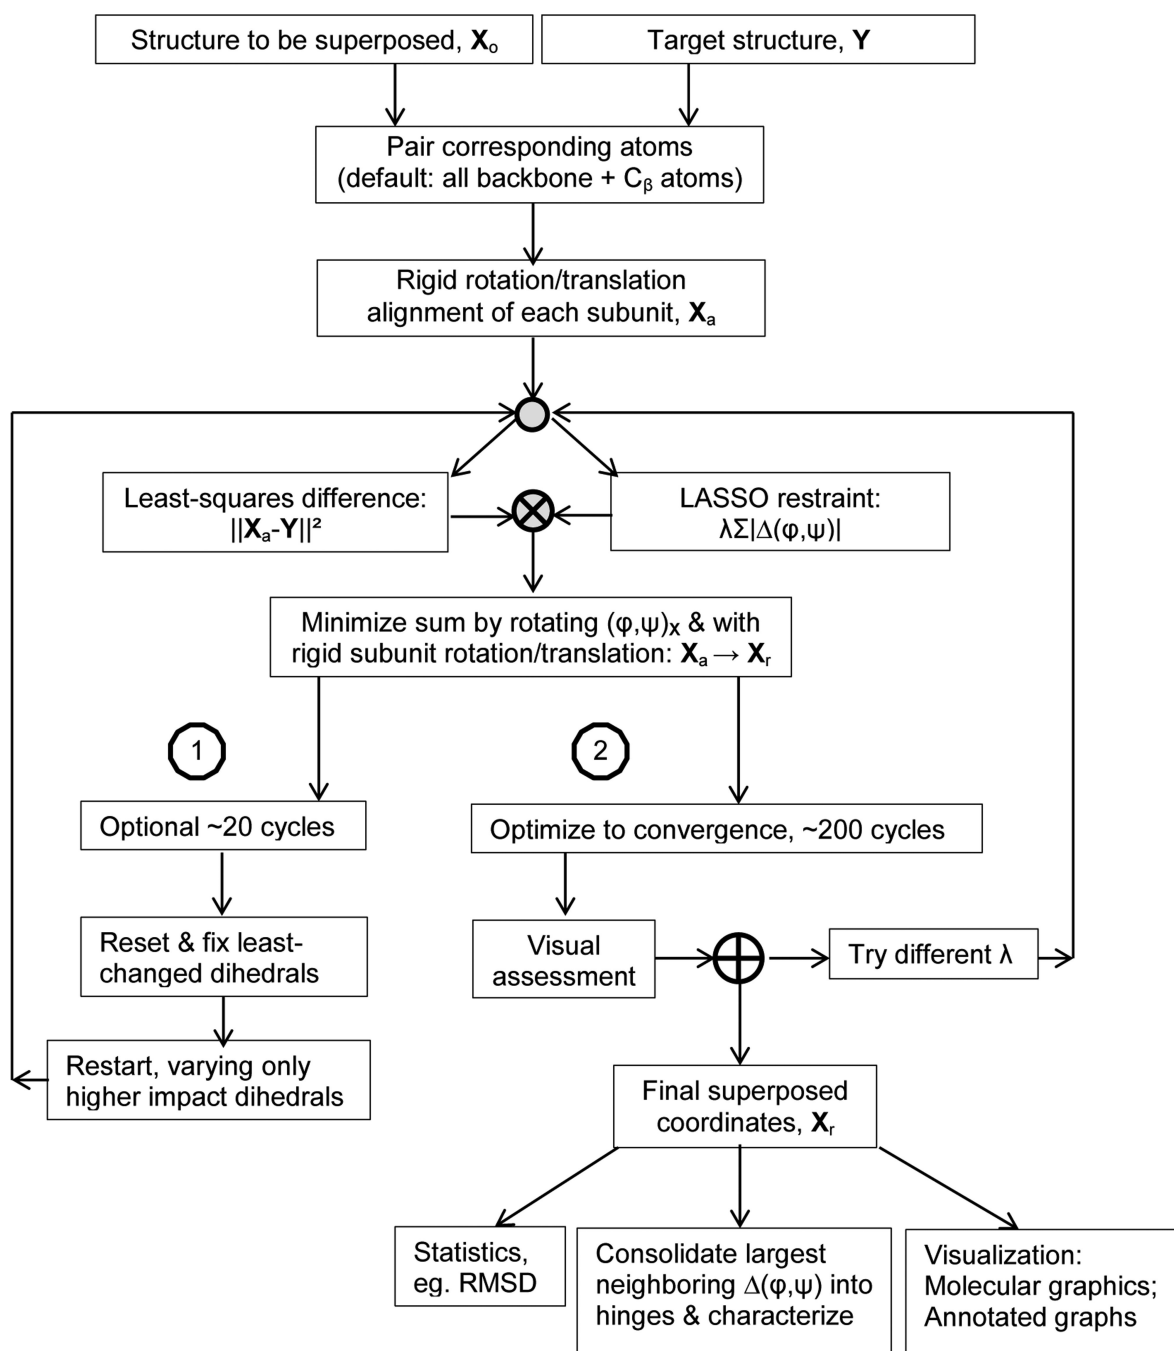 Structure to be superposed, Xo
Target structure, Y
Pair corresponding atoms
(default: all backbone + Cβ atoms)
Rigid rotation/translation
alignment of each subunit, Xa
Least-squares difference:
||Xa-Y||²
LASSO restraint:
λΣ|Δ(φ,ψ)|
Minimize sum by rotating (φ,ψ)x & with
rigid subunit rotation/translation: Xa → Xr
1
2
Optional ~20 cycles
Optimize to convergence, ~200 cycles
Reset & fix least-
changed dihedrals
Visual
assessment
Try different λ
Restart, varying only
higher impact dihedrals
Final superposed
coordinates, Xr
Statistics,
eg. RMSD
Consolidate largest
neighboring Δ(φ,ψ) into
hinges & characterize
Visualization:
Molecular graphics;
Annotated graphs